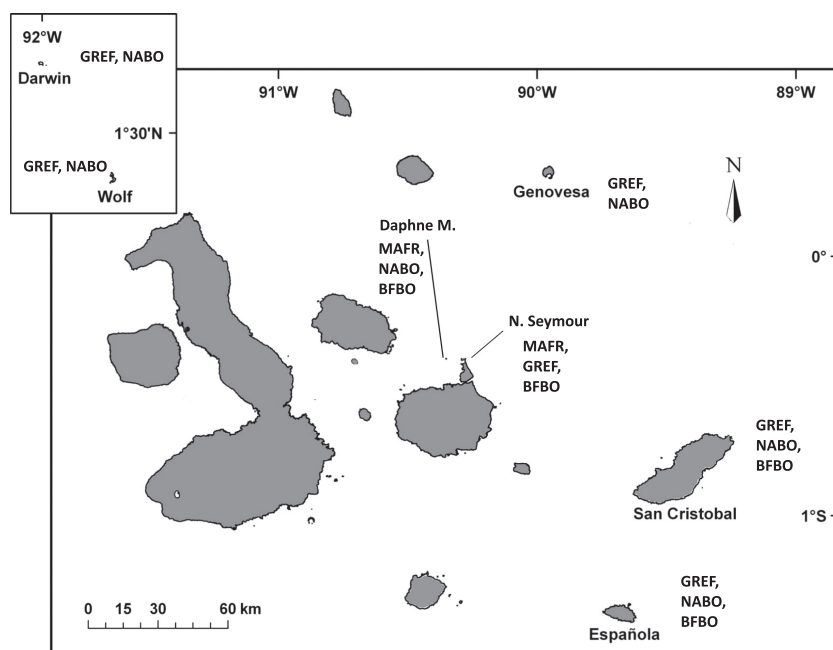 92°W
GREF, NABO
Darwin
1°30'N
GREF, NABO
Wolf
91°W
90°W
89°W
Genovesa
GREF,
NABO
N
Daphne M.
MAFR,
NABO,
BFBO
0°
N. Seymour
MAFR,
GREF,
BFBO
GREF,
NABO,
BFBO
San Cristobal
1°S
GREF,
NABO,
BFBO
Española
0 15 30 60 km